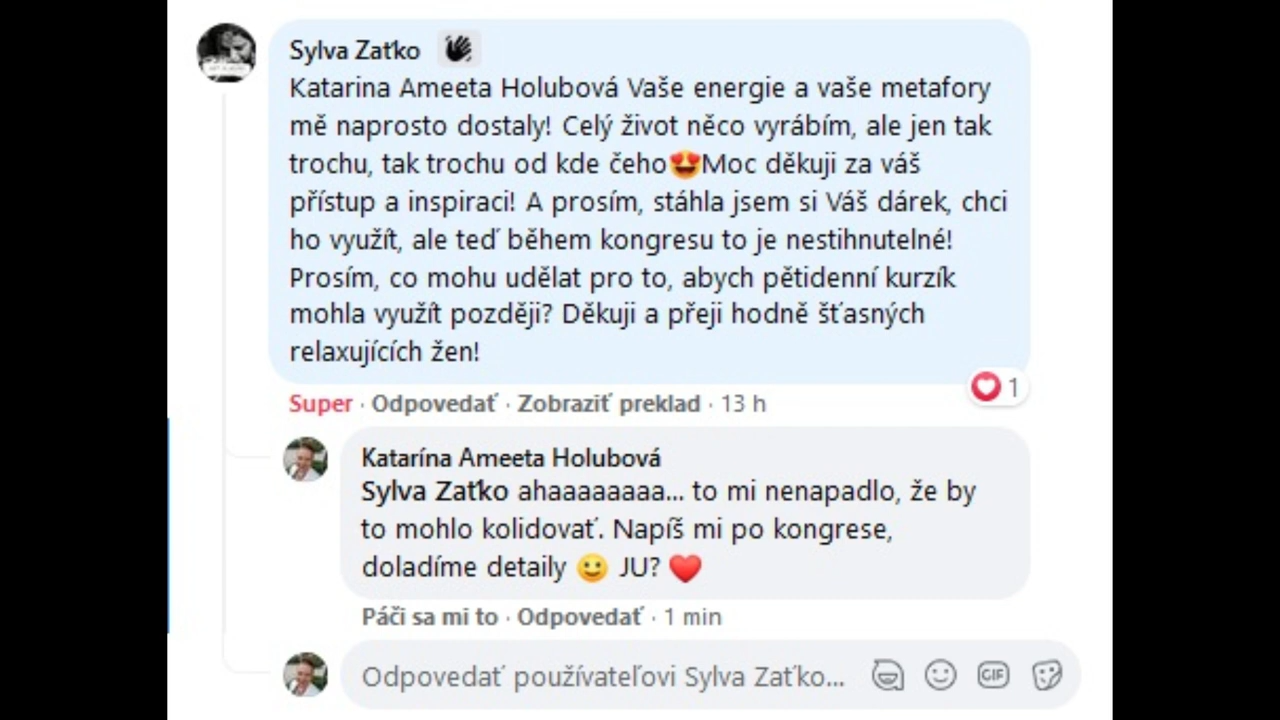 Sylva Zaťko
Katarina Ameeta Holubová Vaše energie a vaše metafory
mě naprosto dostaly! Celý život něco vyrábím, ale jen tak
trochu, tak trochu od kde čeho😍Moc děkuji za váš
přístup a inspiraci! A prosím, stáhla jsem si Váš dárek, chci
ho využít, ale teď během kongresu to je nestihnutelné!
Prosím, co mohu udělat pro to, abych pětidenní kurzík
mohla využít později? Děkuji a přeji hodně šťasných
relaxujících žen!
1
Super · Odpovedať · Zobraziť preklad · 13 h
Katarína Ameeta Holubová
Sylva Zaťko ahaaaaaaaa... to mi nenapadlo, že by
to mohlo kolidovať. Napíš mi po kongrese,
doladíme detaily 🙂 JU? ❤️
Páči sa mi to · Odpovedať · 1 min
Odpovedať používateľovi Sylva Zaťko...
GIF